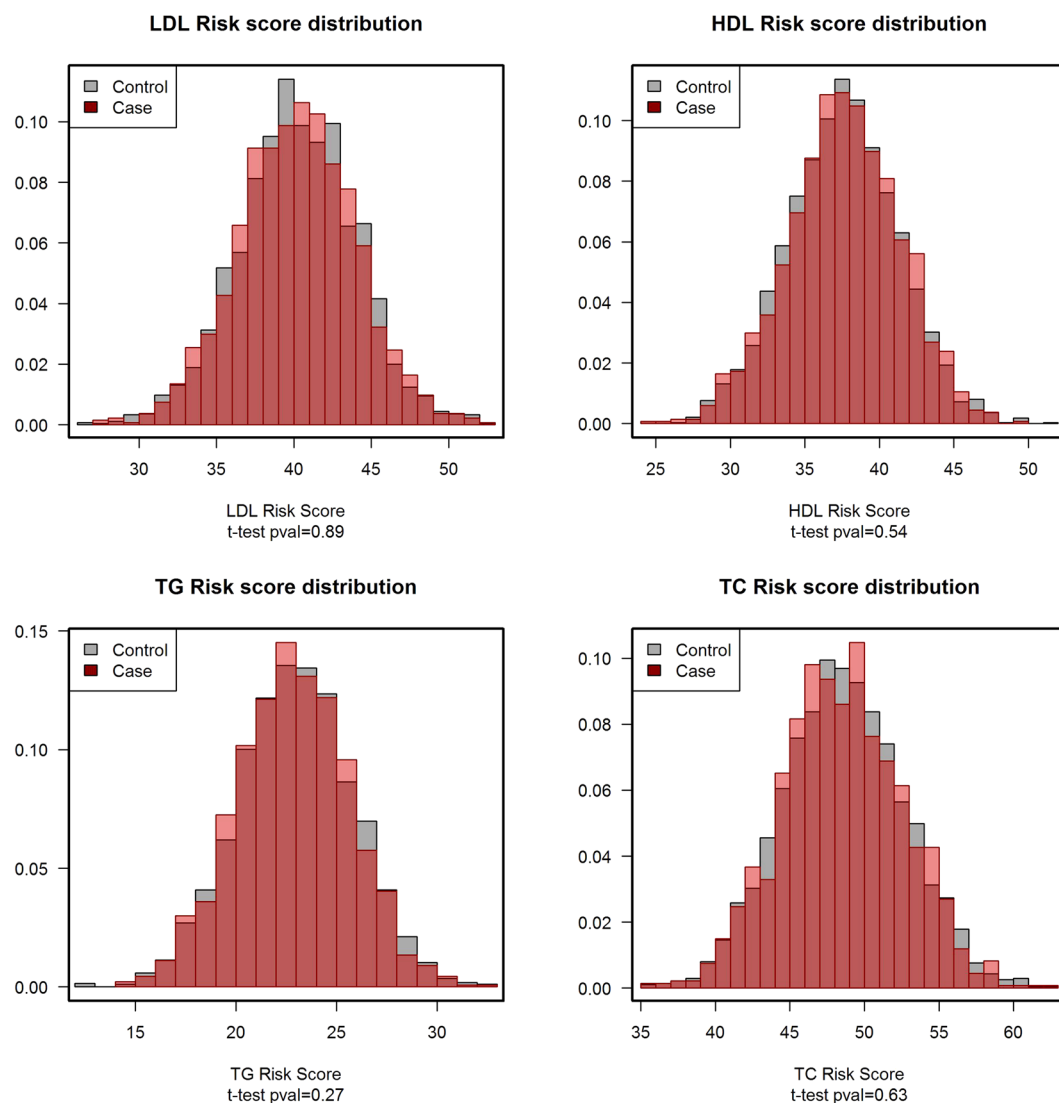 LDL Risk score distribution
Control
Case
0.10
0.08
0.06
0.04
0.02
0.00
30 35 40 45 50
LDL Risk Score
t-test pval=0.89
HDL Risk score distribution
Control
Case
0.10
0.08
0.06
0.04
0.02
0.00
25 30 35 40 45 50
HDL Risk Score
t-test pval=0.54
TG Risk score distribution
Control
Case
0.15
0.10
0.05
0.00
15 20 25 30
TG Risk Score
t-test pval=0.27
TC Risk score distribution
Control
Case
0.10
0.08
0.06
0.04
0.02
0.00
35 40 45 50 55 60
TC Risk Score
t-test pval=0.63